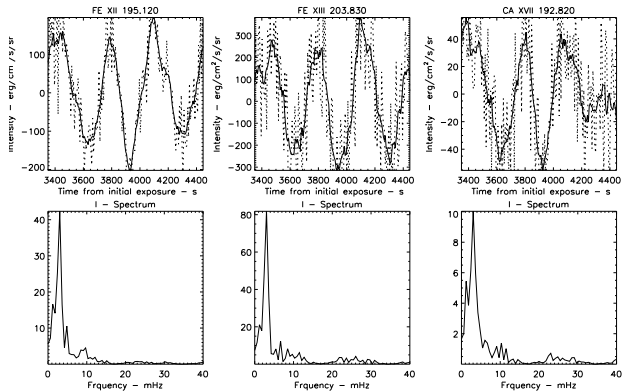 FE XII 195.120
FE XIII 203.830
CA XVII 192.820
Intensity - erg/cm²/s/sr
100
0
-100
-200
3400 3600 3800 4000 4200 4400
Time from initial exposure - s
Intensity - erg/cm²/s/sr
300
200
100
0
-100
-200
-300
3400 3600 3800 4000 4200 4400
Time from initial exposure - s
Intensity - erg/cm²/s/sr
40
20
0
-20
-40
3400 3600 3800 4000 4200 4400
Time from initial exposure - s
I - Spectrum
40
30
20
10
0 10 20 30 40
Frquency - mHz
I - Spectrum
80
60
40
20
0 10 20 30 40
Frquency - mHz
I - Spectrum
10
8
6
4
2
0 10 20 30 40
Frquency - mHz